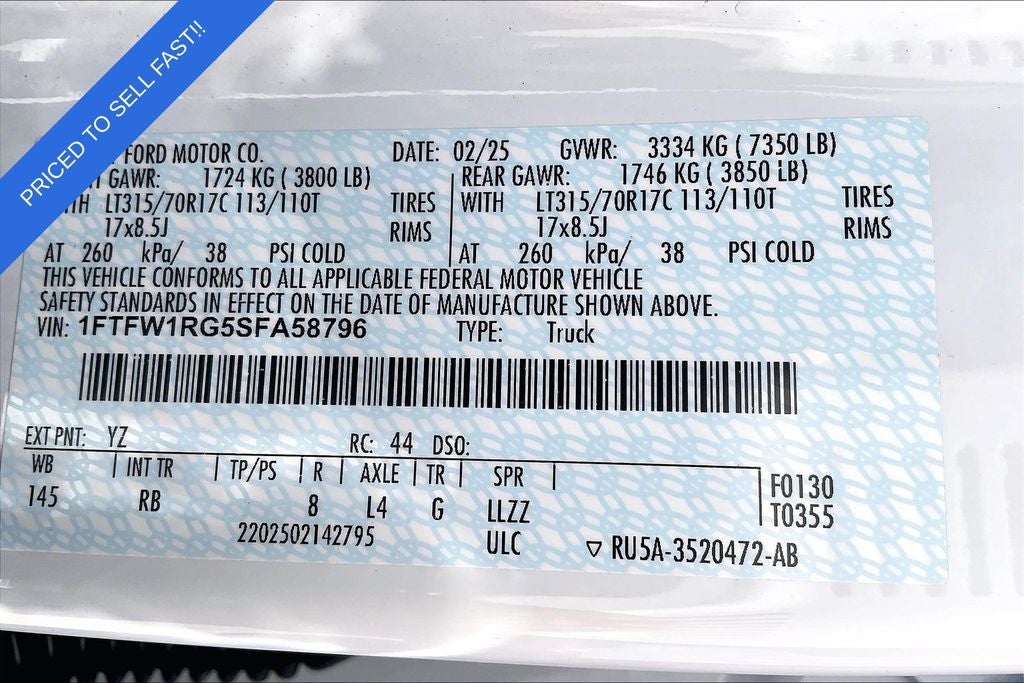 PRICED TO SELL FAST!!
FORD MOTOR CO. DATE: 02/25 GVWR: 3334 KG ( 7350 LB)
GAWR: 1724 KG ( 3800 LB) REAR GAWR: 1746 KG ( 3850 LB)
LT315/70R17C 113/110T TIRES WITH LT315/70R17C 113/110T TIRES
17x8.5J RIMS 17x8.5J RIMS
AT 260 kPa/ 38 PSI COLD AT 260 kPa/ 38 PSI COLD
THIS VEHICLE CONFORMS TO ALL APPLICABLE FEDERAL MOTOR VEHICLE
SAFETY STANDARDS IN EFFECT ON THE DATE OF MANUFACTURE SHOWN ABOVE.
VIN: 1FTFW1RG5SFA58796 TYPE: Truck
EXT PNT: YZ RC: 44 DSO:
WB INT TR TP/PS R AXLE TR SPR F0130
145 RB 8 L4 G LLZZ T0355
2202502142795 ULC ▽ RU5A-3520472-AB